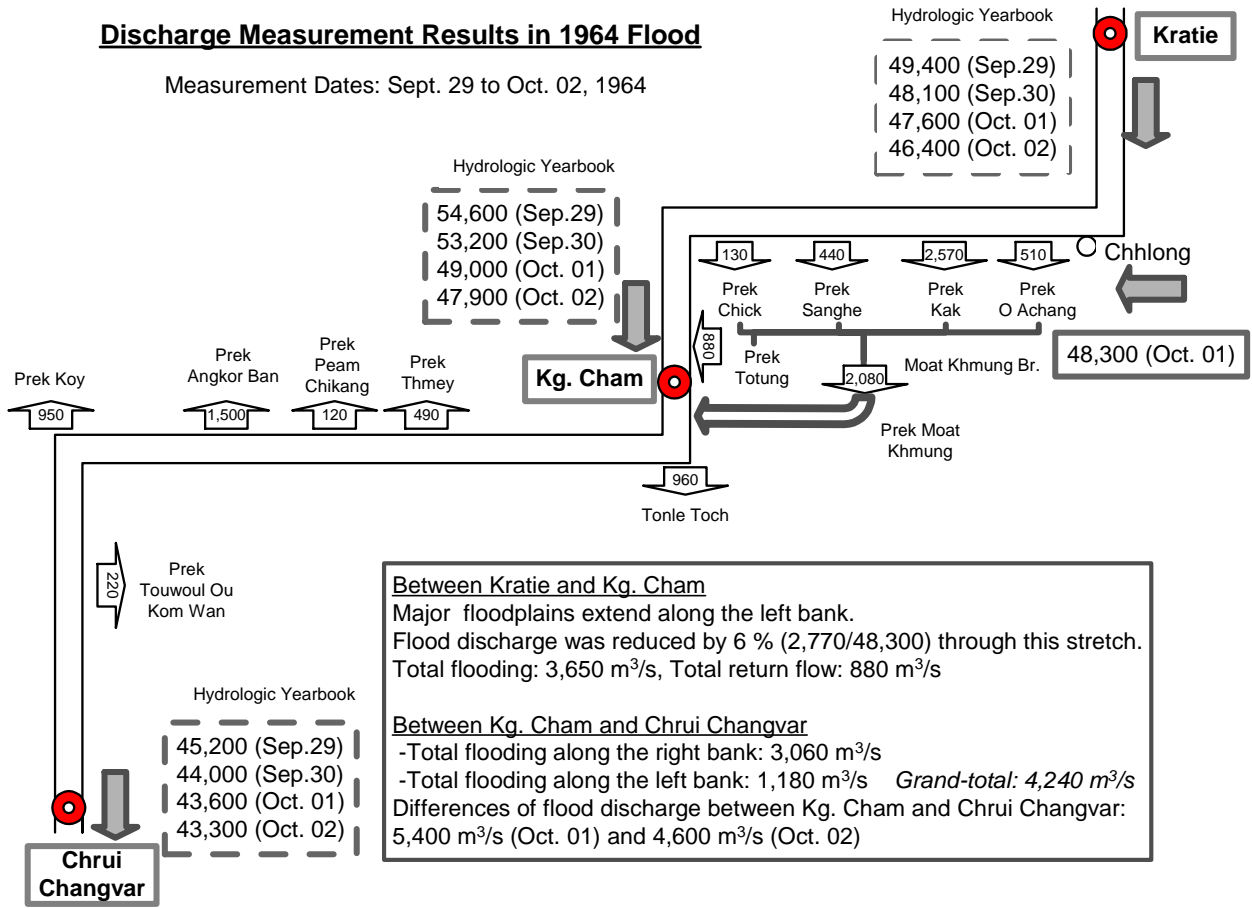 Discharge Measurement Results in 1964 Flood
Measurement Dates: Sept. 29 to Oct. 02, 1964
Hydrologic Yearbook
49,400 (Sep.29)
48,100 (Sep.30)
47,600 (Oct. 01)
46,400 (Oct. 02)
Kratie
Hydrologic Yearbook
54,600 (Sep.29)
53,200 (Sep.30)
49,000 (Oct. 01)
47,900 (Oct. 02)
130
440
2,570
510
Chhlong
Prek
Chick
Prek
Sanghe
Prek
Kak
Prek
O Achang
880
Prek
Totung
Moat Khmung Br.
48,300 (Oct. 01)
2,080
Prek Moat
Khmung
Kg. Cham
Prek Koy
Prek
Angkor Ban
Prek
Peam
Chikang
Prek
Thmey
950
1,500
120
490
960
Tonle Toch
220
Prek
Touwoul Ou
Kom Wan
Between Kratie and Kg. Cham
Major floodplains extend along the left bank.
Flood discharge was reduced by 6 % (2,770/48,300) through this stretch.
Total flooding: 3,650 m³/s, Total return flow: 880 m³/s
Between Kg. Cham and Chrui Changvar
-Total flooding along the right bank: 3,060 m³/s
-Total flooding along the left bank: 1,180 m³/s Grand-total: 4,240 m³/s
Differences of flood discharge between Kg. Cham and Chrui Changvar:
5,400 m³/s (Oct. 01) and 4,600 m³/s (Oct. 02)
Hydrologic Yearbook
45,200 (Sep.29)
44,000 (Sep.30)
43,600 (Oct. 01)
43,300 (Oct. 02)
Chrui
Changvar